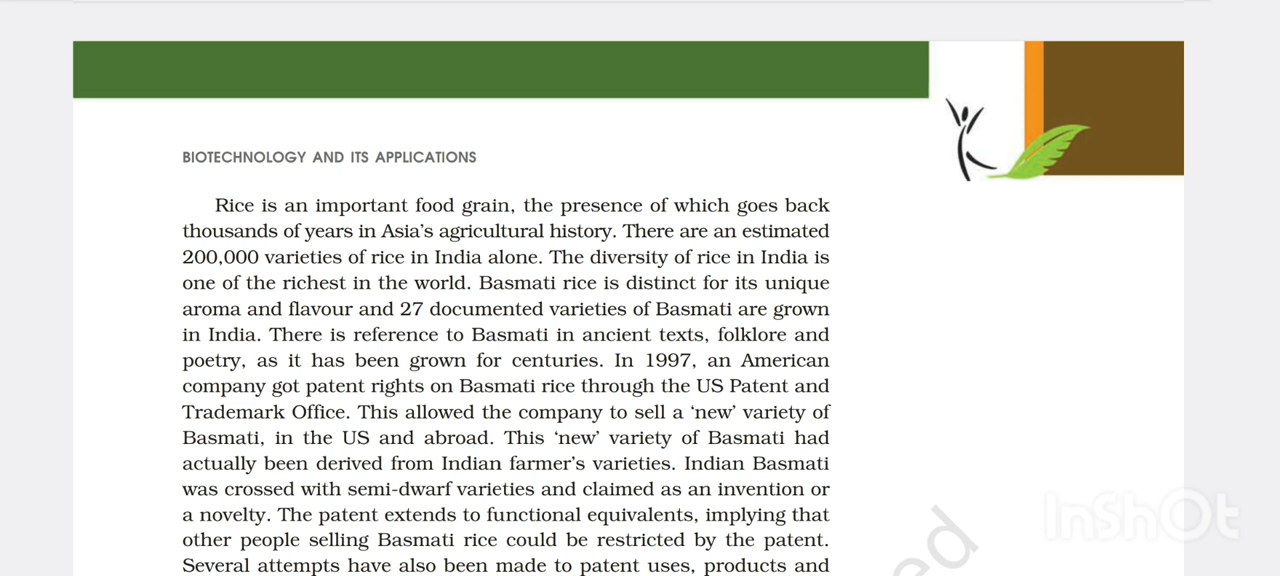 BIOTECHNOLOGY AND ITS APPLICATIONS
Rice is an important food grain, the presence of which goes back
thousands of years in Asia's agricultural history. There are an estimated
200,000 varieties of rice in India alone. The diversity of rice in India is
one of the richest in the world. Basmati rice is distinct for its unique
aroma and flavour and 27 documented varieties of Basmati are grown
in India. There is reference to Basmati in ancient texts, folklore and
poetry, as it has been grown for centuries. In 1997, an American
company got patent rights on Basmati rice through the US Patent and
Trademark Office. This allowed the company to sell a ‘new’ variety of
Basmati, in the US and abroad. This ‘new’ variety of Basmati had
actually been derived from Indian farmer's varieties. Indian Basmati
was crossed with semi-dwarf varieties and claimed as an invention or
a novelty. The patent extends to functional equivalents, implying that
other people selling Basmati rice could be restricted by the patent.
Several attempts have also been made to patent uses, products and
ed
InShOt